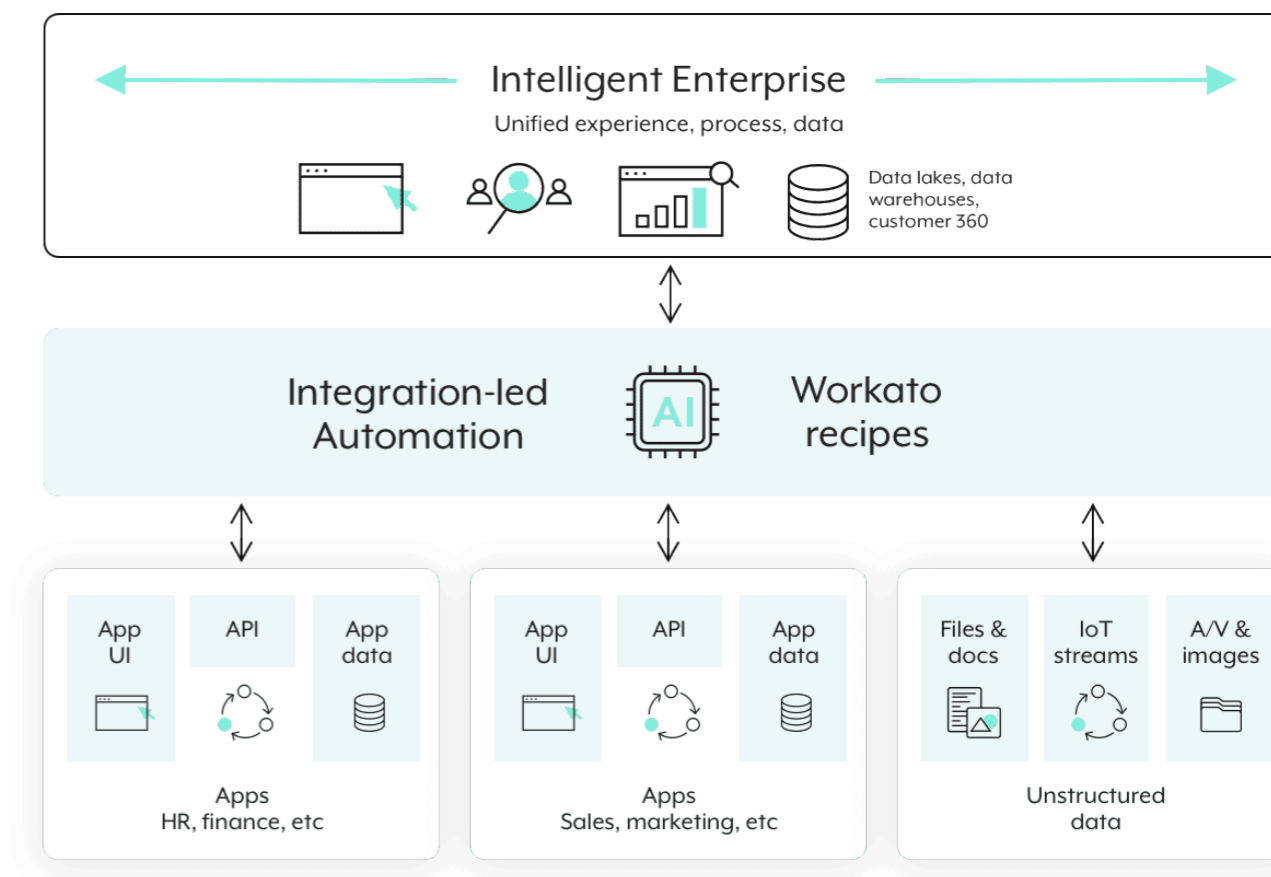 Intelligent Enterprise
Unified experience, process, data
Data lakes, data
warehouses,
customer 360
Integration-led
Automation
AI
Workato
recipes
App
UI
API
App
data
Apps
HR, finance, etc
App
UI
API
App
data
Apps
Sales, marketing, etc
Files &
docs
IoT
streams
A/V &
images
Unstructured
data